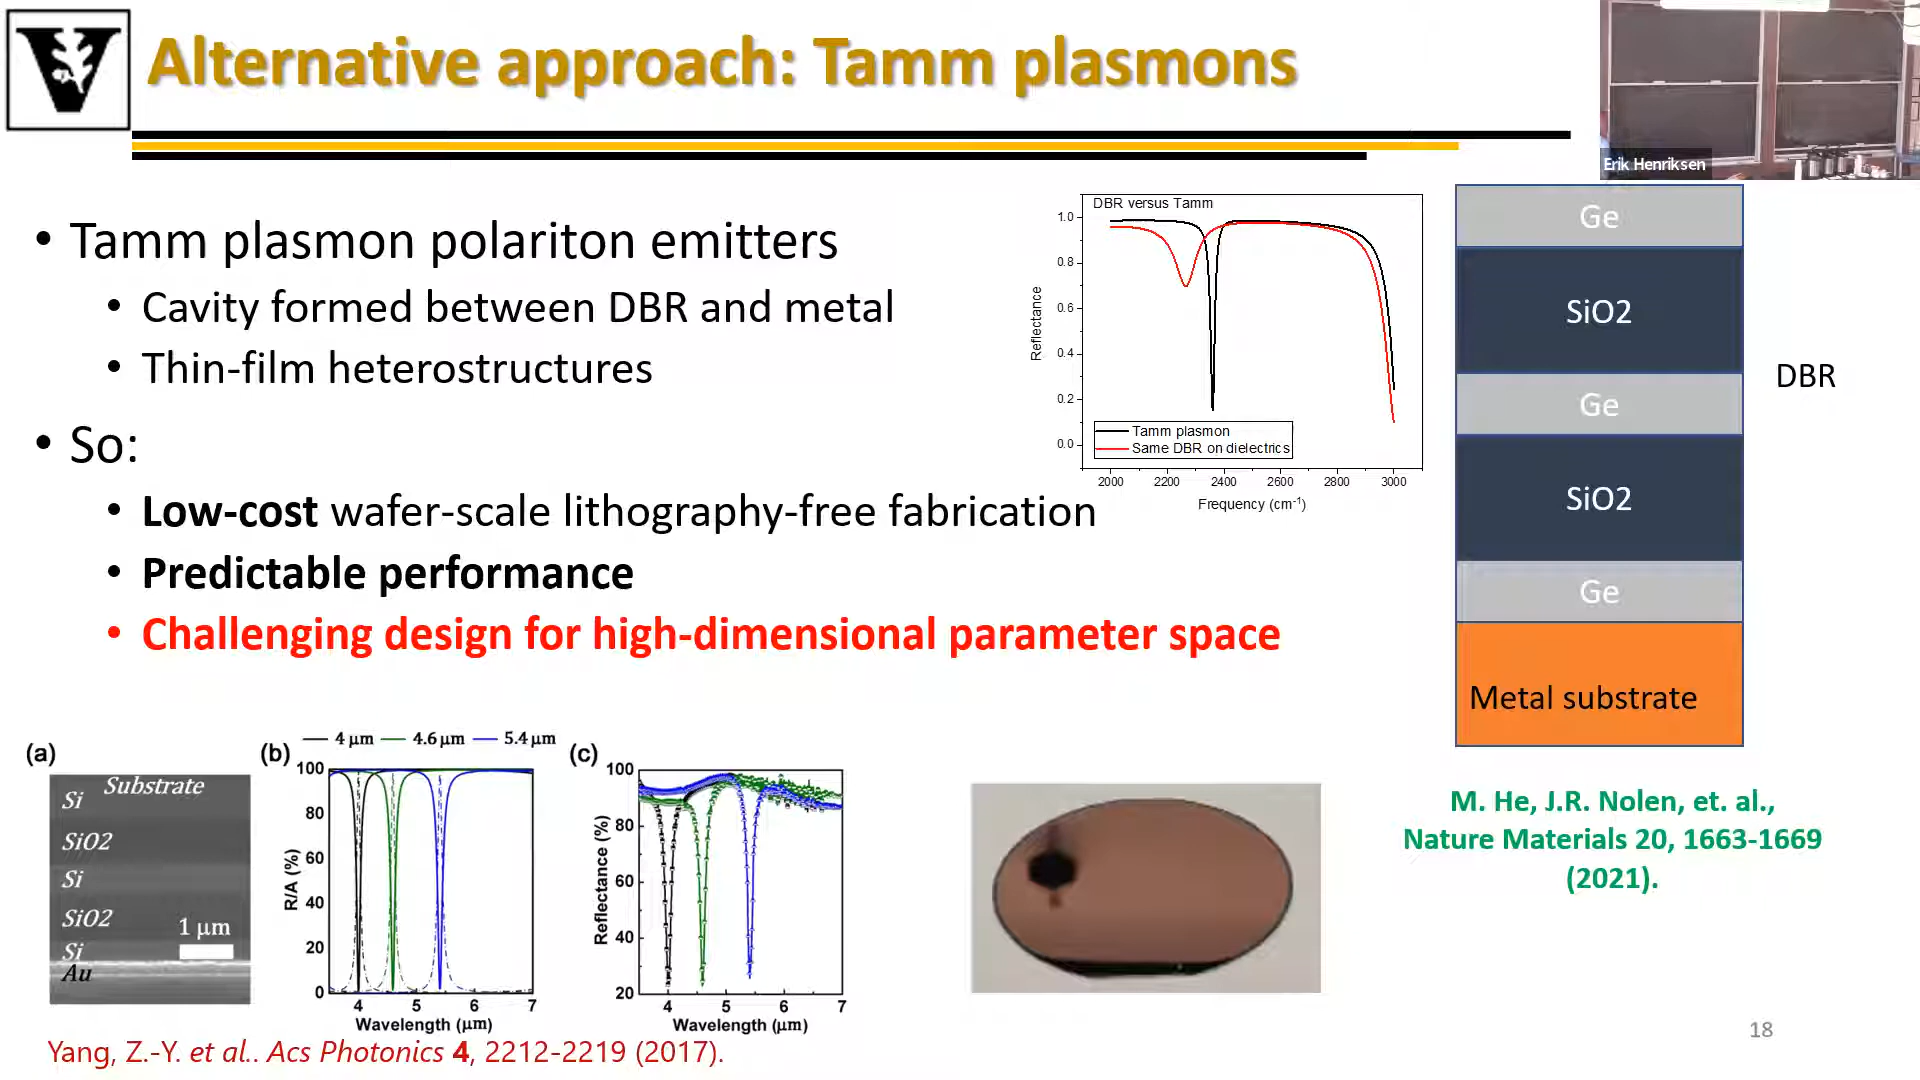 V
Alternative approach: Tamm plasmons
Erik Henriksen
• Tamm plasmon polariton emitters
• Cavity formed between DBR and metal
• Thin-film heterostructures
• So:
• Low-cost wafer-scale lithography-free fabrication
• Predictable performance
• Challenging design for high-dimensional parameter space
DBR versus Tamm
Reflectance
1.0
0.8
0.6
0.4
0.2
0.0
Tamm plasmon
Same DBR on dielectrics
2000 2200 2400 2600 2800 3000
Frequency (cm⁻¹)
Ge
SiO2
Ge
SiO2
Ge
Metal substrate
DBR
M. He, J.R. Nolen, et. al.,
Nature Materials 20, 1663-1669
(2021).
(a)
Substrate
Si
SiO2
Si
SiO2
1 μm
Si
Au
(b)
4 μm 4.6 μm 5.4 μm
R/A (%)
100
80
60
40
20
0
4 5 6 7
Wavelength (μm)
(c)
Reflectance (%)
100
80
60
40
20
4 5 6 7
Wavelength (μm)
Yang, Z.-Y. et al.. Acs Photonics 4, 2212-2219 (2017).
18